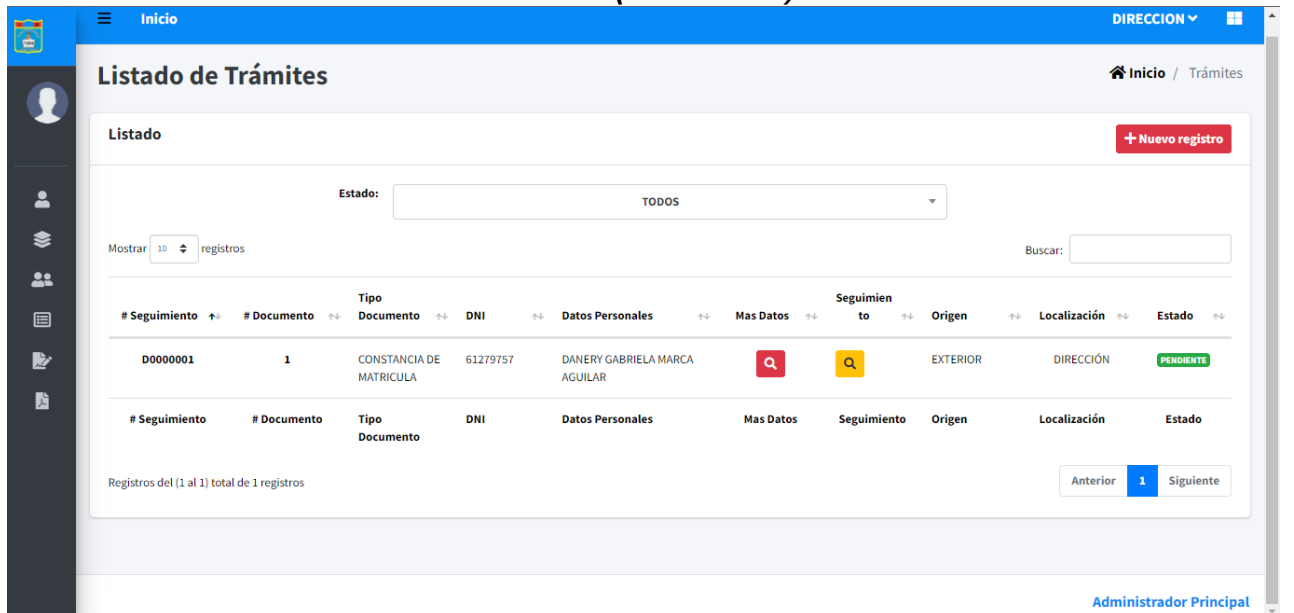 Inicio
DIRECCION
Listado de Trámites
Inicio / Trámites
Listado
+ Nuevo registro
Estado:
TODOS
Mostrar 10 registros
Buscar:
# Seguimiento
# Documento
Tipo
Documento
DNI
Datos Personales
Mas Datos
Seguimien
to
Origen
Localización
Estado
D0000001
1
CONSTANCIA DE
MATRICULA
61279757
DANERY GABRIELA MARCA
AGUILAR
EXTERIOR
DIRECCIÓN
PENDIENTE
# Seguimiento
# Documento
Tipo
Documento
DNI
Datos Personales
Mas Datos
Seguimiento
Origen
Localización
Estado
Registros del (1 al 1) total de 1 registros
Anterior
1
Siguiente
Administrador Principal